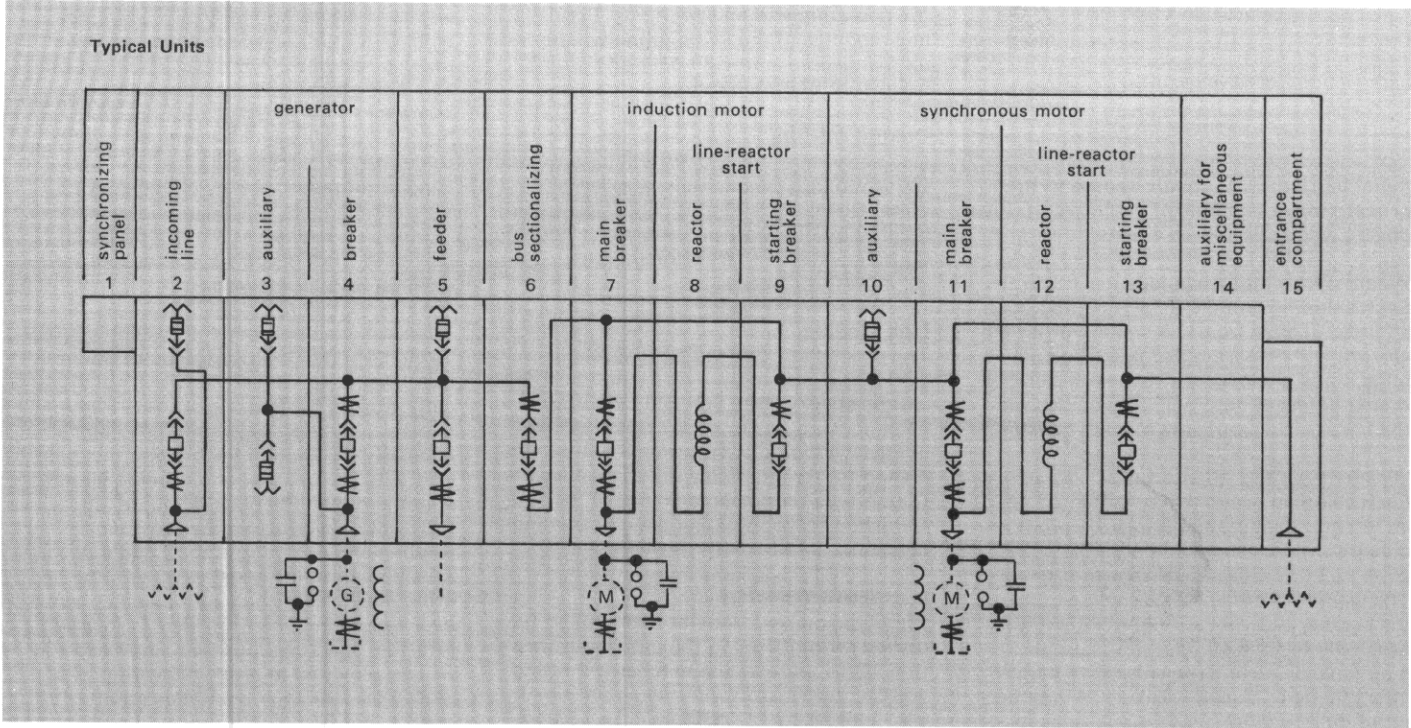 Typical Units
generator
induction motor
synchronous motor
line-reactor
start
line-reactor
start
synchronizing
panel
incoming
line
auxiliary
breaker
feeder
bus
sectionalizing
main
breaker
reactor
starting
breaker
auxiliary
main
breaker
reactor
starting
breaker
auxiliary for
miscellaneous
equipment
entrance
compartment
1 2 3 4 5 6 7 8 9 10 11 12 13 14 15
G
M
M